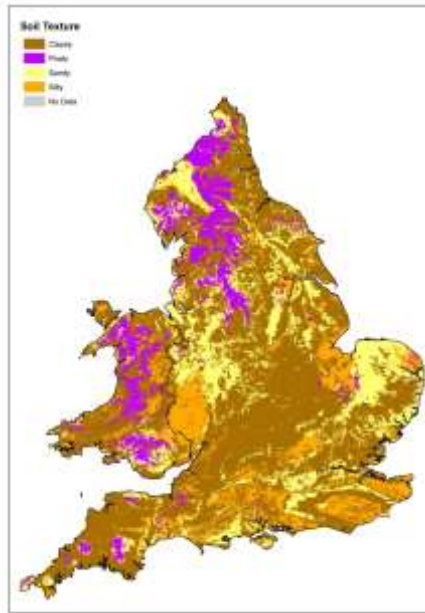 Soil Texture
Clayey
Peaty
Sandy
Silty
No Data